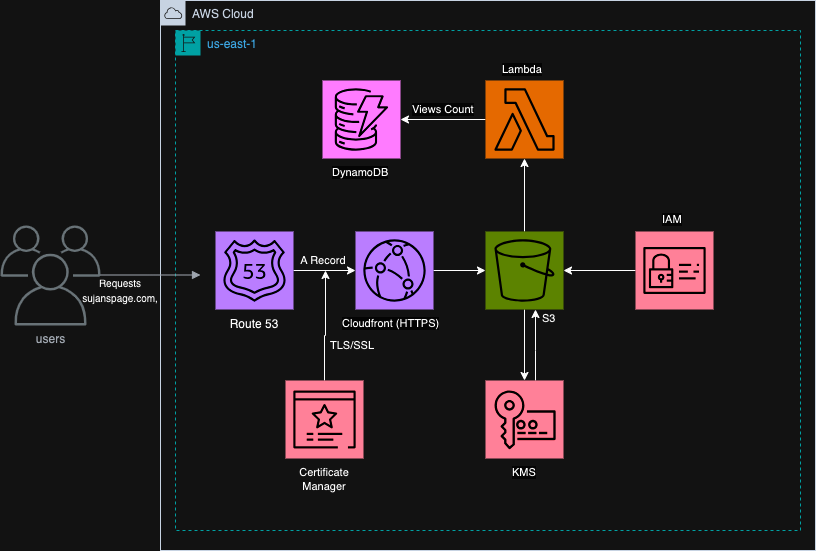 AWS Cloud
us-east-1
Lambda
Views Count
DynamoDB
IAM
53
A Record
Requests
sujanspage.com,
users
Route 53
Cloudfront (HTTPS)
S3
TLS/SSL
Certificate
Manager
KMS